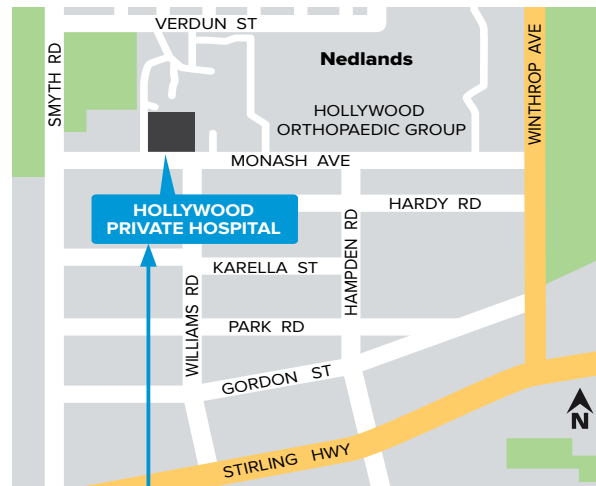 VERDUN ST
SMYTH RD
Nedlands
WINTHROP AVE
HOLLYWOOD
ORTHOPAEDIC GROUP
MONASH AVE
HOLLYWOOD
PRIVATE HOSPITAL
HARDY RD
HAMPDEN RD
KARELLA ST
WILLIAMS RD
PARK RD
GORDON ST
STIRLING HWY
N